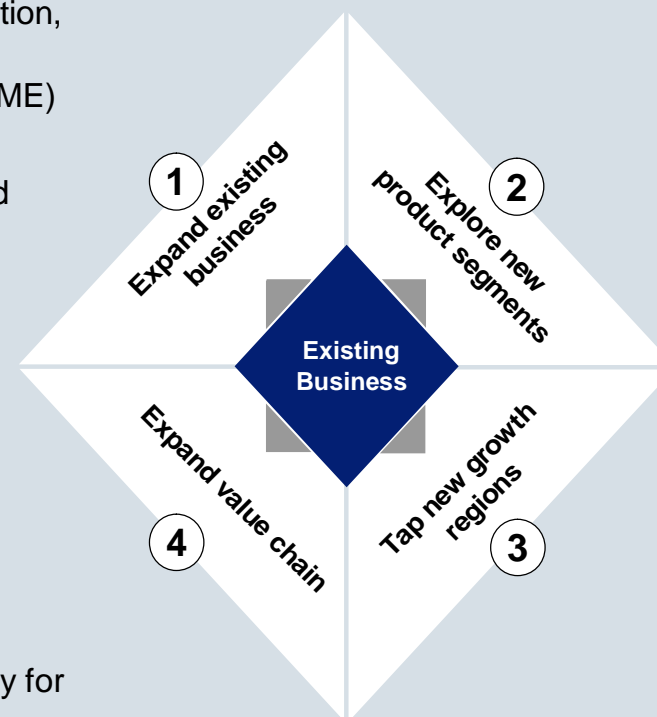 tion,
ME)
d
y for
1
Expand existing
business
2
Explore new
product segments
Existing
Business
4
Expand value chain
Tap new growth
regions
3